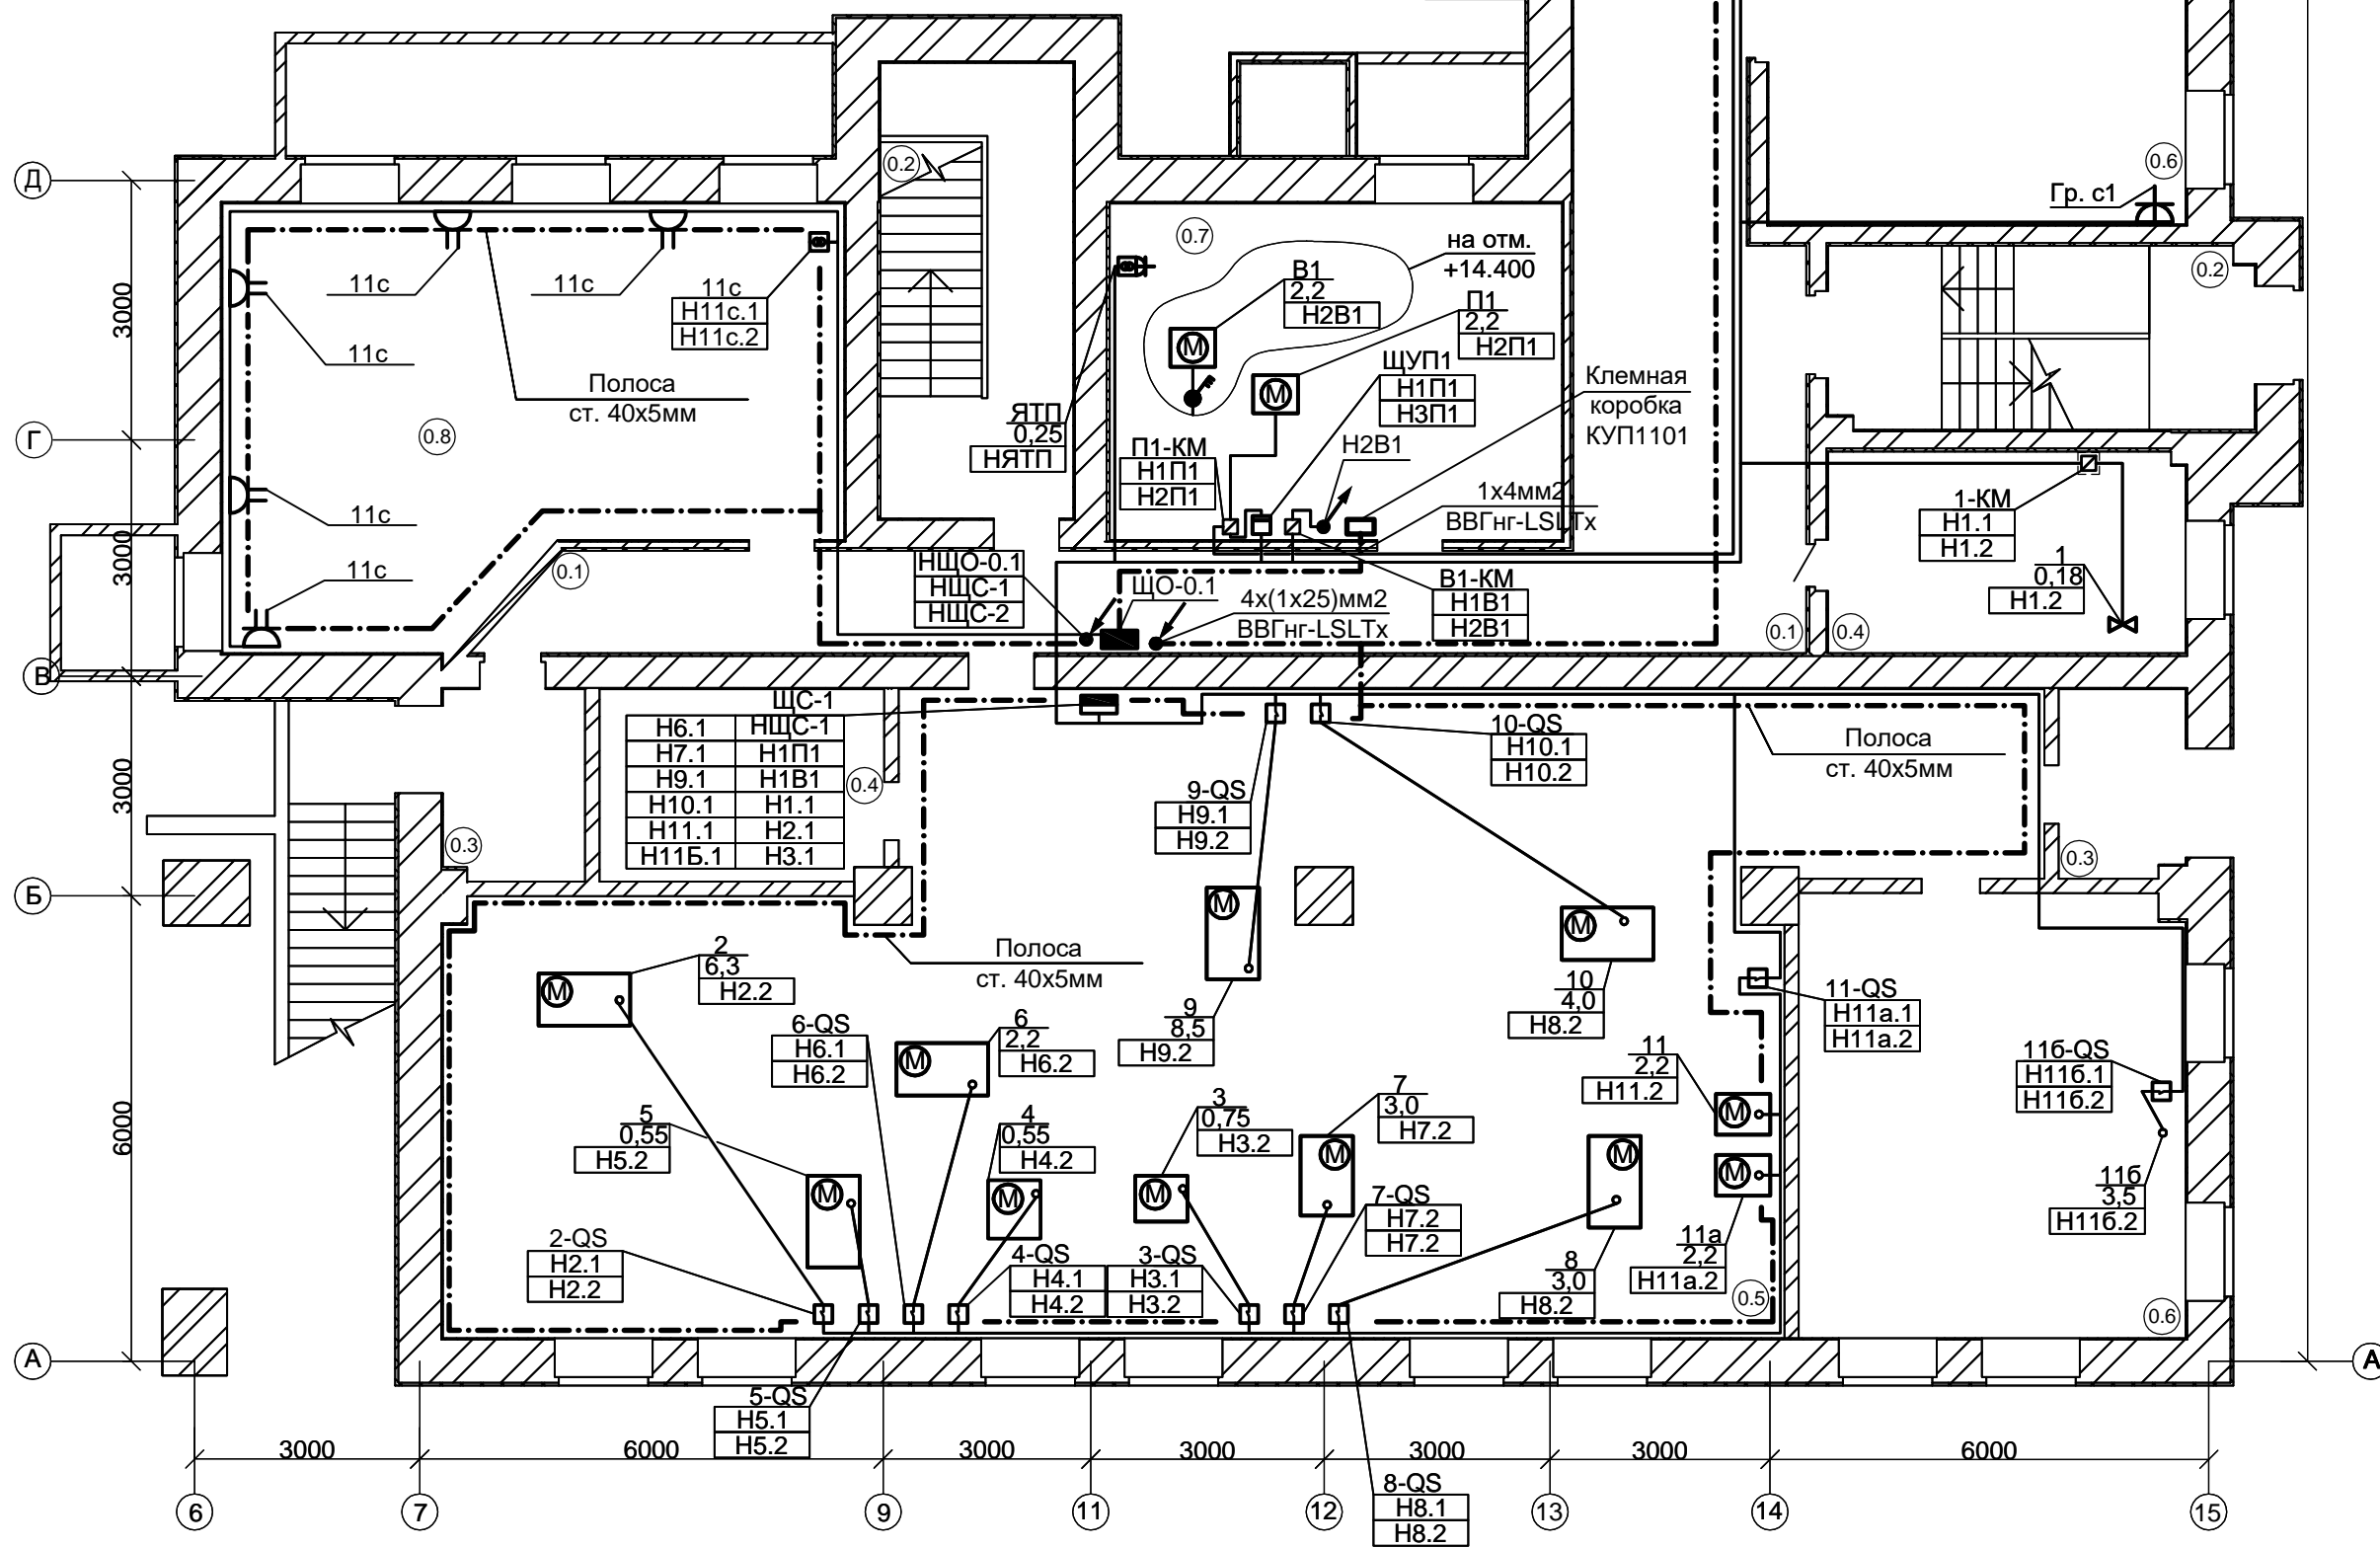 Д
0.2
0.6
Гр. с1
0.2
0.7
на отм.
+14.400
В1
2,2
Н2В1
П1
2,2
Н2П1
ЩУП1
Н1П1
Н3П1
Клемная
коробка
КУП1101
11с
11с
11с
Н11с.1
Н11с.2
11с
Полоса
ст. 40х5мм
3000
М
М
ЯТП
0,25
НЯТП
Г
0.8
П1-КМ
Н1П1
Н2П1
Н2В1
1х4мм2
ВВГнг-LSLTх
1-КМ
Н1.1
Н1.2
11с
3000
11с
0.1
НЩО-0.1
НЩС-1
НЩС-2
ЩО-0.1
4х(1х25)мм2
ВВГнг-LSLTх
В1-КМ
Н1В1
Н2В1
1
0,18
Н1.2
0.1
0.4
В
ЩС-1
Н6.1 НЩС-1
Н7.1 Н1П1
Н9.1 Н1В1
Н10.1 Н1.1
Н11.1 Н2.1
Н11Б.1 Н3.1
0.4
3000
10-QS
Н10.1
Н10.2
Полоса
ст. 40х5мм
9-QS
Н9.1
Н9.2
0.3
0.3
Б
М
М
2
6,3
Н2.2
Полоса
ст. 40х5мм
М
10
4,0
Н8.2
9
8,5
Н9.2
11-QS
Н11а.1
Н11а.2
6-QS
Н6.1
Н6.2
6
2,2
Н6.2
М
11б-QS
Н11б.1
Н11б.2
11
2,2
Н11.2
М
6000
5
0,55
Н5.2
4
0,55
Н4.2
3
0,75
Н3.2
7
3,0
Н7.2
М
М
М
М
М
М
11б
3,5
Н11б.2
2-QS
Н2.1
Н2.2
4-QS
Н4.1
Н4.2
3-QS
Н3.1
Н3.2
7-QS
Н7.2
Н7.2
8
3,0
Н8.2
11а
2,2
Н11а.2
0.5
0.6
А
А
5-QS
Н5.1
Н5.2
3000
6000
3000
3000
3000
3000
6000
8-QS
Н8.1
Н8.2
6
7
9
11
12
13
14
15